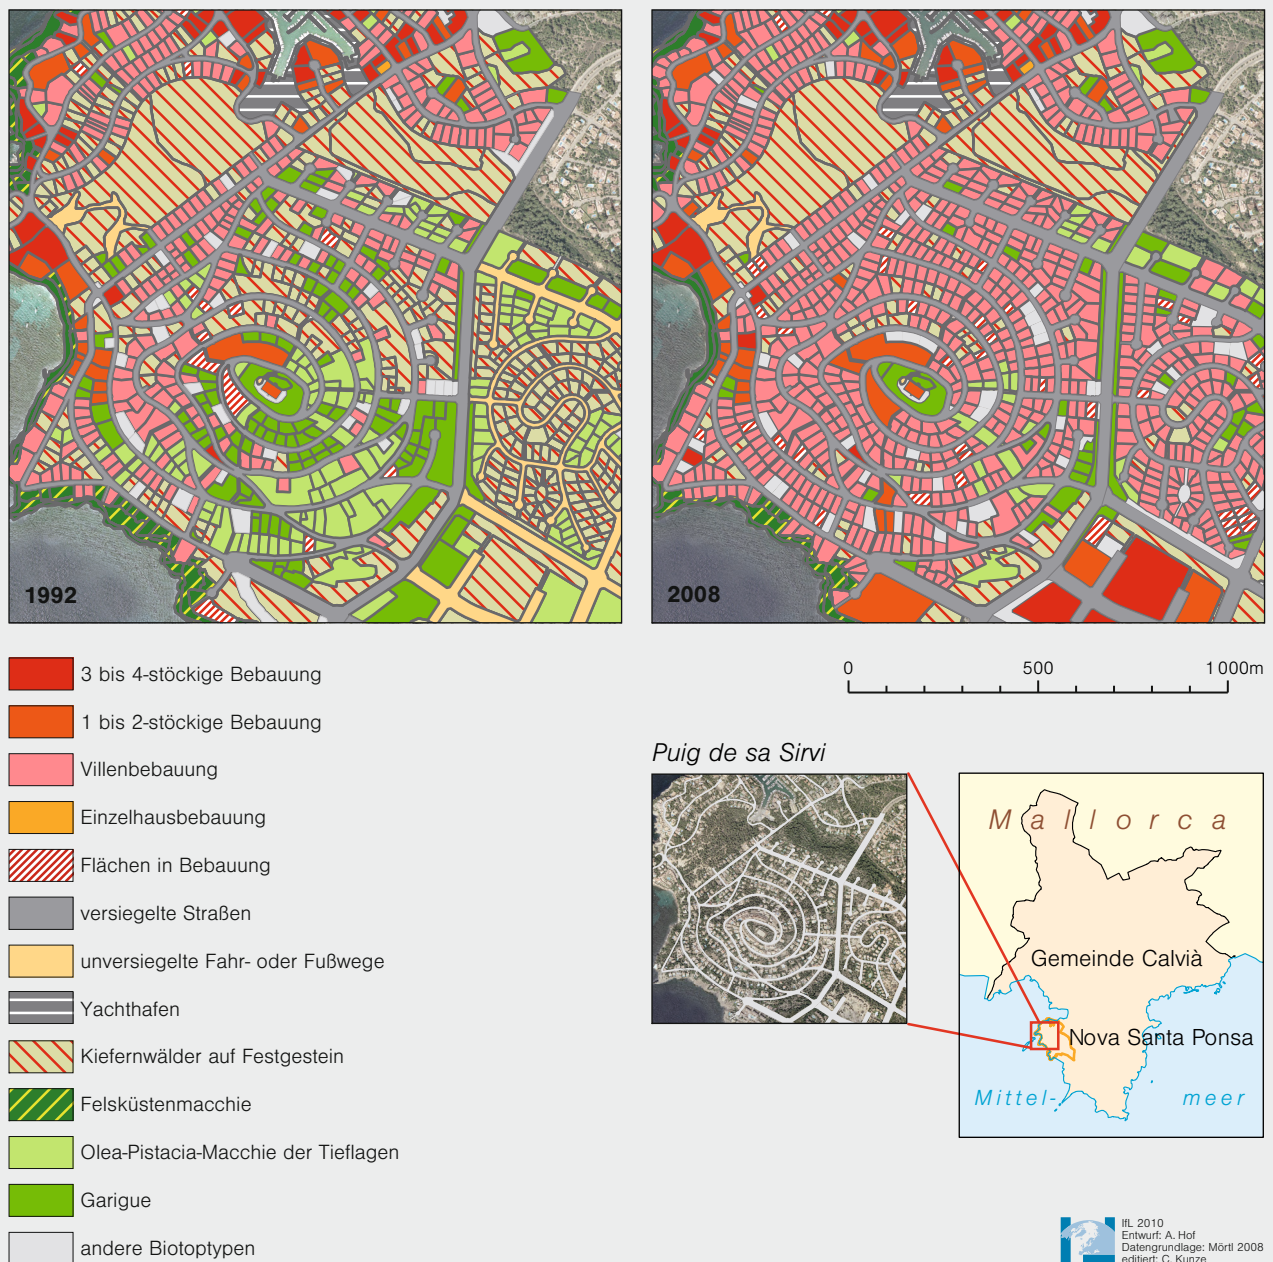 1992
2008
3 bis 4-stöckige Bebauung
1 bis 2-stöckige Bebauung
Villenbebauung
Einzelhausbebauung
Flächen in Bebauung
versiegelte Straßen
unversiegelte Fahr- oder Fußwege
Yachthafen
Kiefernwälder auf Festgestein
Felsküstenmacchie
Olea-Pistacia-Macchie der Tieflagen
Garigue
andere Biotoptypen
0 500 1 000m
Puig de sa Sirvi
Mallorca
Gemeinde Calvià
Nova Santa Ponsa
Mittel- meer
IfL 2010
Entwurf: A. Hof
Datengrundlage: Mörtl 2008
editiert: C. Kunze